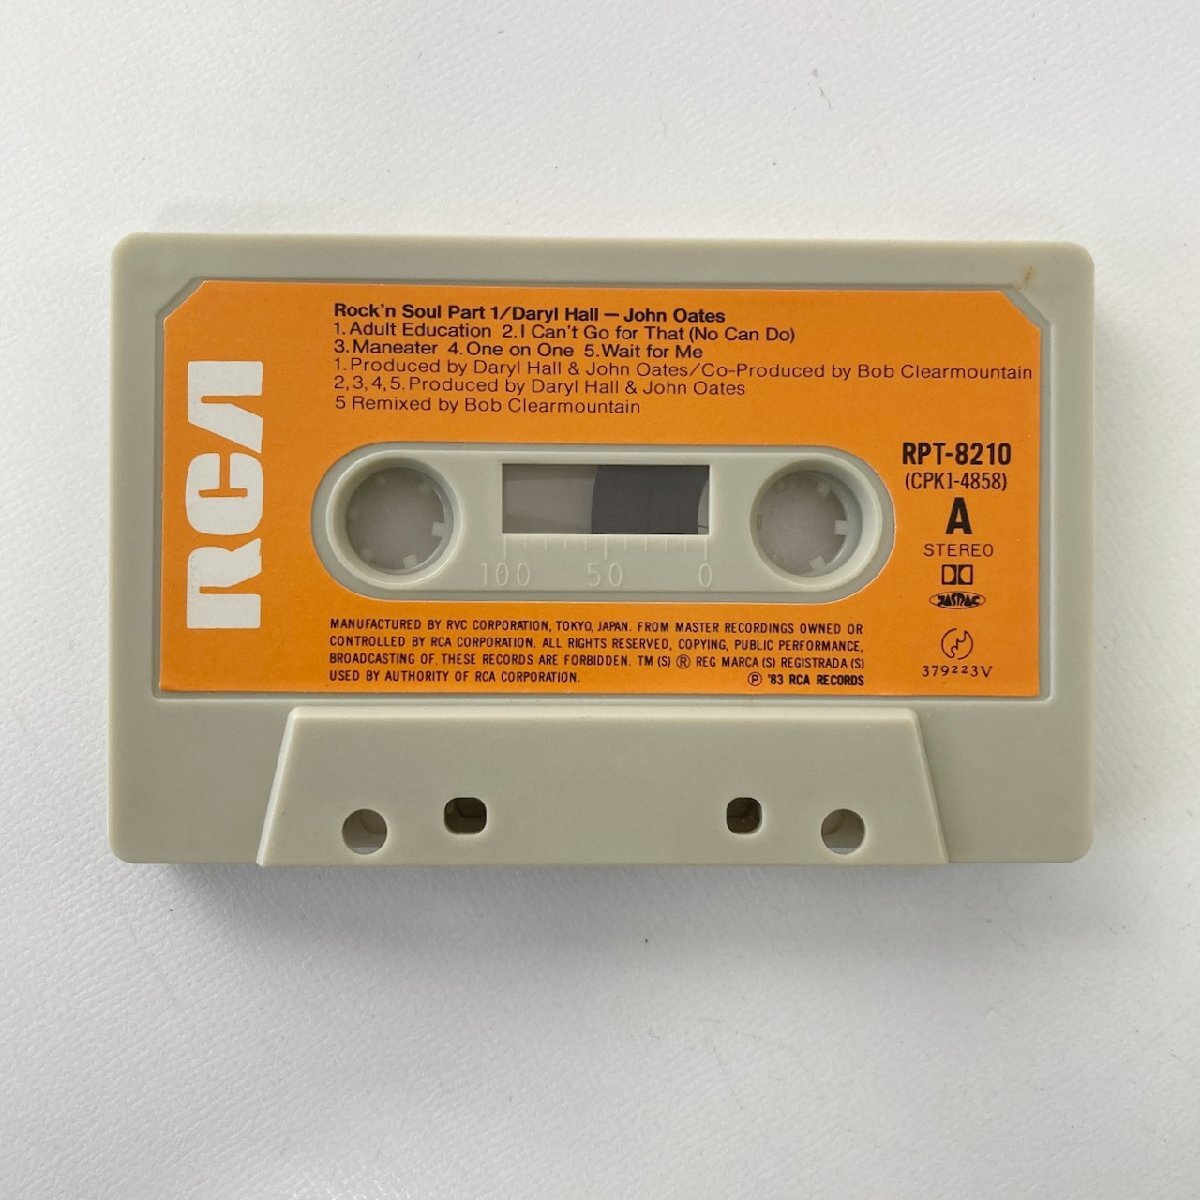 Rock'n Soul Part 1/Daryl Hall – John Oates
1. Adult Education 2. I Can't Go for That (No Can Do)
3. Maneater 4. One on One 5. Wait for Me
1. Produced by Daryl Hall & John Oates/Co-Produced by Bob Clearmountain
2, 3, 4, 5. Produced by Daryl Hall & John Oates
5 Remixed by Bob Clearmountain
RCA
RPT-8210
(CPK1-4858)
A
STEREO
JASRAC
379223V
100 50 0
MANUFACTURED BY RVC CORPORATION, TOKYO, JAPAN. FROM MASTER RECORDINGS OWNED OR
CONTROLLED BY RCA CORPORATION. ALL RIGHTS RESERVED, COPYING, PUBLIC PERFORMANCE,
BROADCASTING OF, THESE RECORDS ARE FORBIDDEN. TM (S) ® REG MARCA (S) REGISTRADA (S)
USED BY AUTHORITY OF RCA CORPORATION.
℗ '83 RCA RECORDS